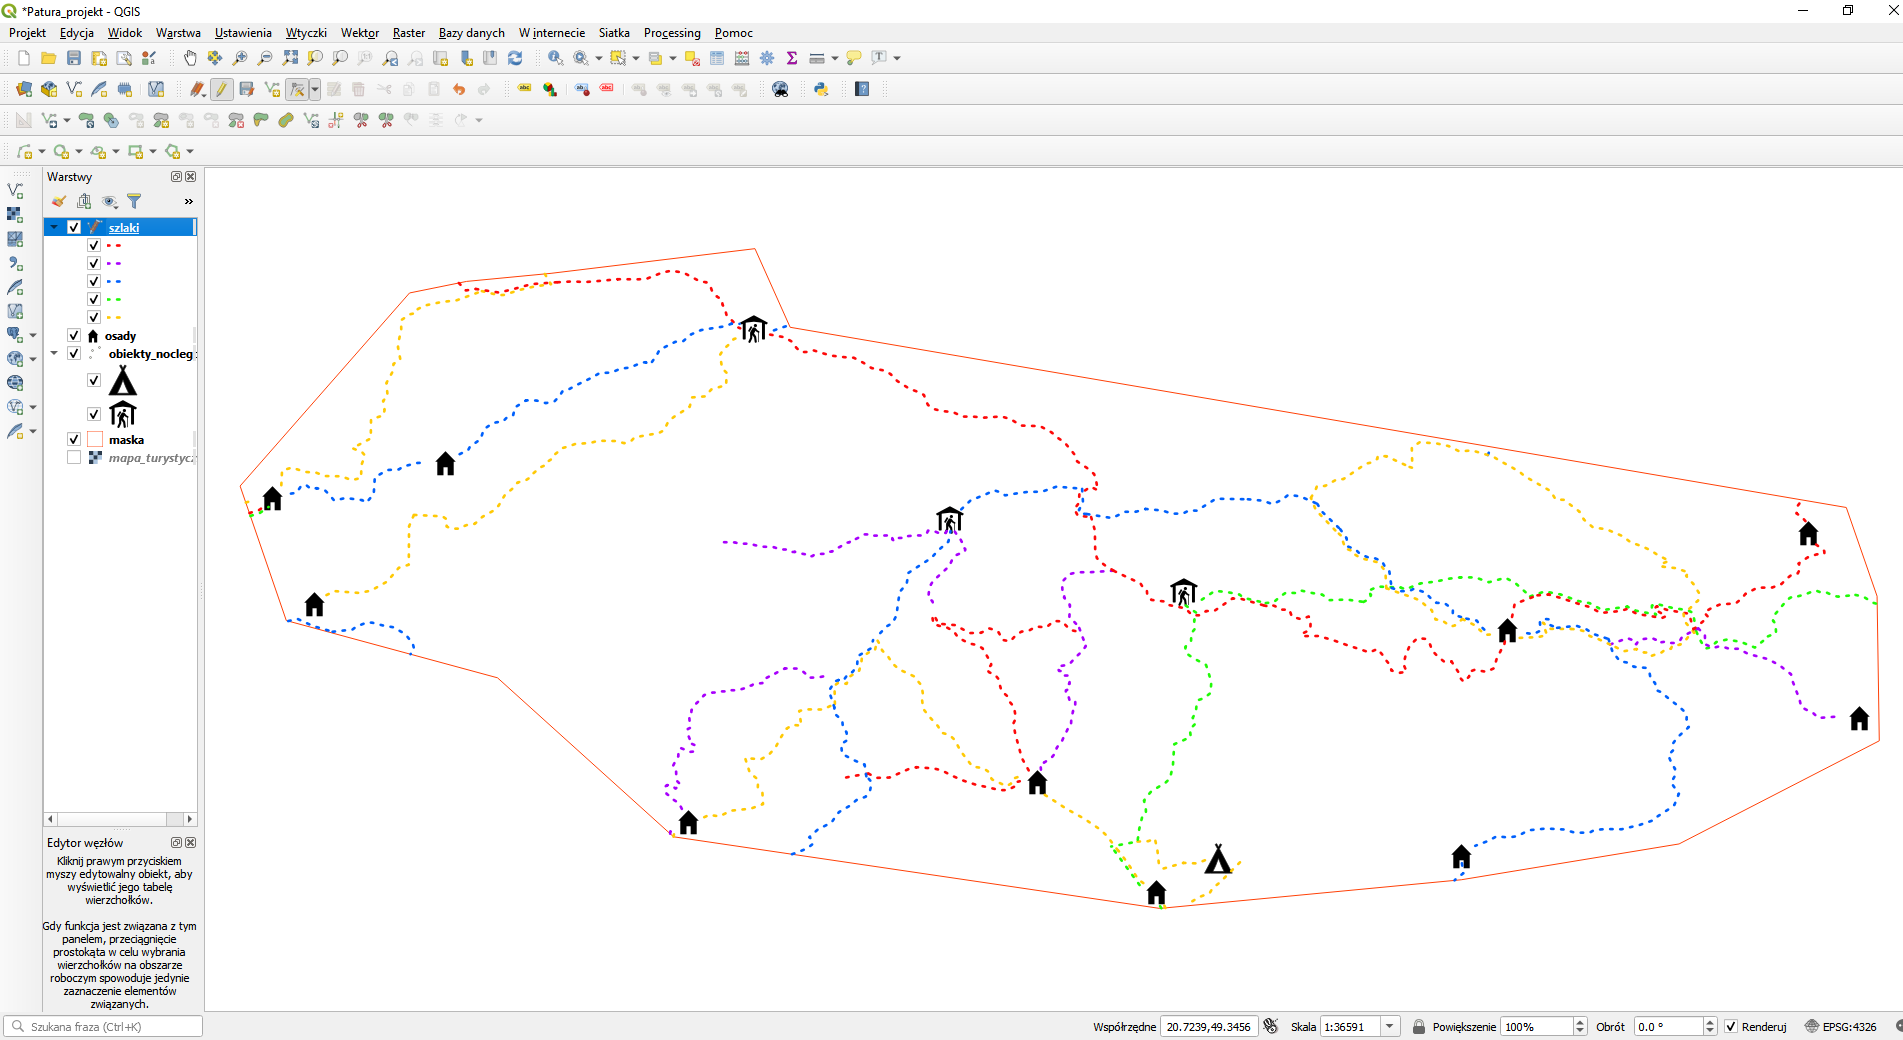 *Patura_projekt - QGIS
Projekt Edycja Widok Warstwa Ustawienia Wtyczki Wektor Raster Bazy danych W internecie Siatka Processing Pomoc
Warstwy
szlaki
osady
obiekty_nocleg
maska
mapa_turystycz
Edytor węzłów
Kliknij prawym przyciskiem
myszy edytowalny obiekt, aby
wyświetlić jego tabelę
wierzchołków.
Gdy funkcja jest związana z tym
panelem, przeciągnięcie
prostokąta w celu wybrania
wierzchołków na obszarze
roboczym spowoduje jedynie
zaznaczenie elementów
związanych.
Szukana fraza (Ctrl+K)
Współrzędne 20.7239,49.3456 Skala 1:36591 Powiększenie 100% Obrót 0.0 ° Renderuj EPSG:4326